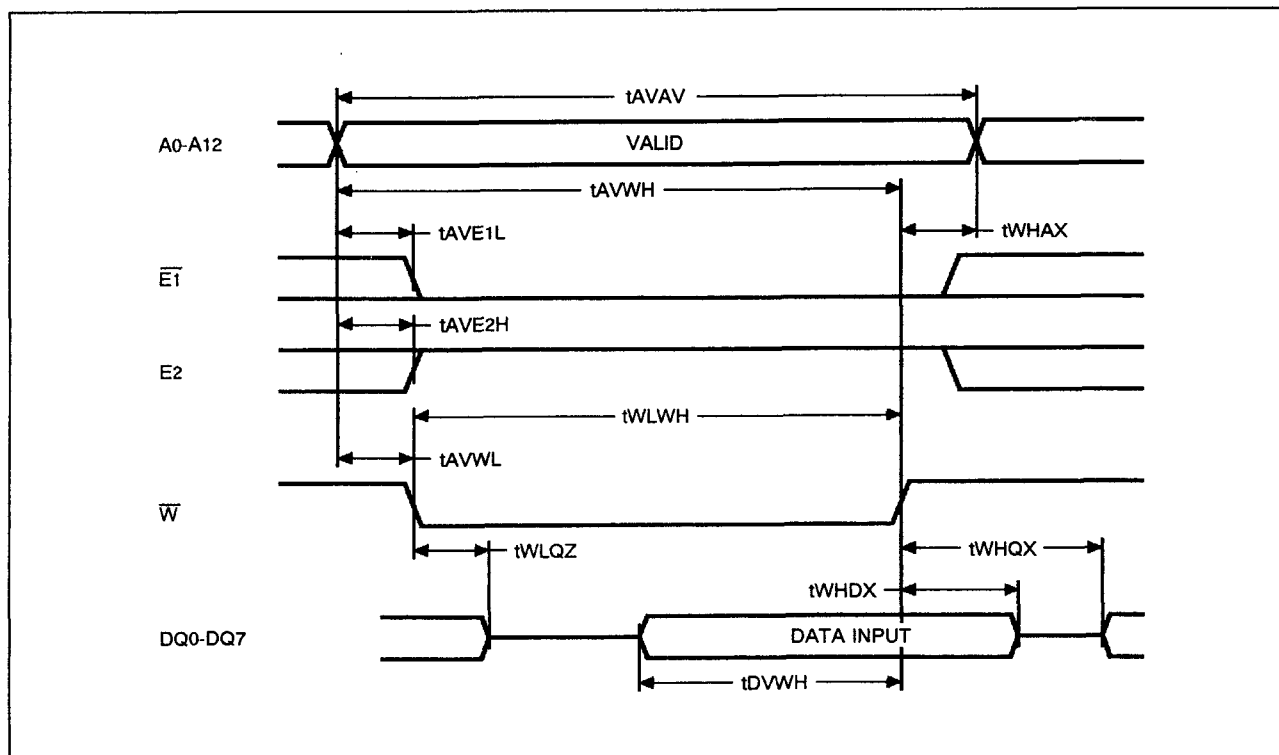 tAVAV
A0-A12
VALID
tAVWH
tAVE1L
tWHAX
E1
tAVE2H
E2
tWLWH
tAVWL
W
tWLQZ
tWHQX
tWHDX
DQ0-DQ7
DATA INPUT
tDVWH